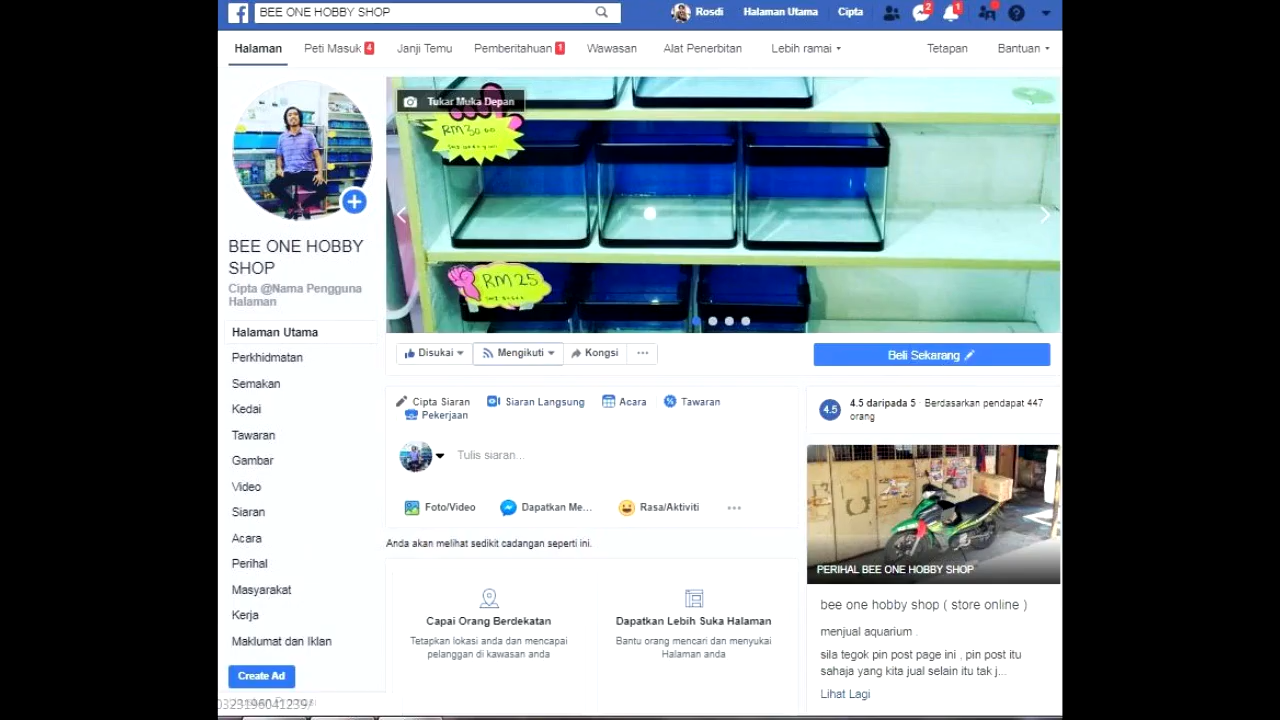 BEE ONE HOBBY SHOP
Rosdi Halaman Utama Cipta 2 1
Halaman Peti Masuk 4 Janji Temu Pemberitahuan 1 Wawasan Alat Penerbitan Lebih ramai Tetapan Bantuan
Tukar Muka Depan
RM30.00
RM 25
BEE ONE HOBBY
SHOP
Cipta @Nama Pengguna
Halaman
Halaman Utama
Perkhidmatan
Semakan
Kedai
Tawaran
Gambar
Video
Siaran
Acara
Perihal
Masyarakat
Kerja
Maklumat dan Iklan
Create Ad
Disukai Mengikuti Kongsi ...
Beli Sekarang
Cipta Siaran Siaran Langsung Acara Tawaran
Pekerjaan
Tulis siaran...
Foto/Video Dapatkan Me... Rasa/Aktiviti ...
Anda akan melihat sedikit cadangan seperti ini.
Capai Orang Berdekatan
Tetapkan lokasi anda dan mencapai
pelanggan di kawasan anda
Dapatkan Lebih Suka Halaman
Bantu orang mencari dan menyukai
Halaman anda
4.5 4.5 daripada 5 · Berdasarkan pendapat 447
orang
PERIHAL BEE ONE HOBBY SHOP
bee one hobby shop ( store online )
menjual aquarium .
sila tegok pin post page ini , pin post itu
sahaja yang kita jual selain itu tak j...
Lihat Lagi